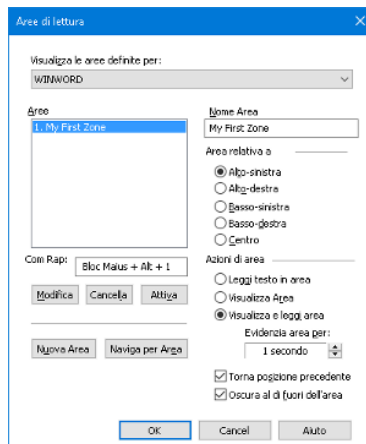 Aree di lettura
Visualizza le aree definite per:
WINWORD
Aree
1. My First Zone
Nome Area
My First Zone
Area relativa a
Alto-sinistra
Alto-destra
Basso-sinistra
Basso-destra
Centro
Com Rap:
Bloc Maius + Alt + 1
Modifica
Cancella
Attiva
Azioni di area
Leggi testo in area
Visualizza Area
Visualizza e leggi area
Evidenzia area per:
1 secondo
Nuova Area
Naviga per Area
Torna posizione precedente
Oscura al di fuori dell'area
OK
Cancel
Aiuto